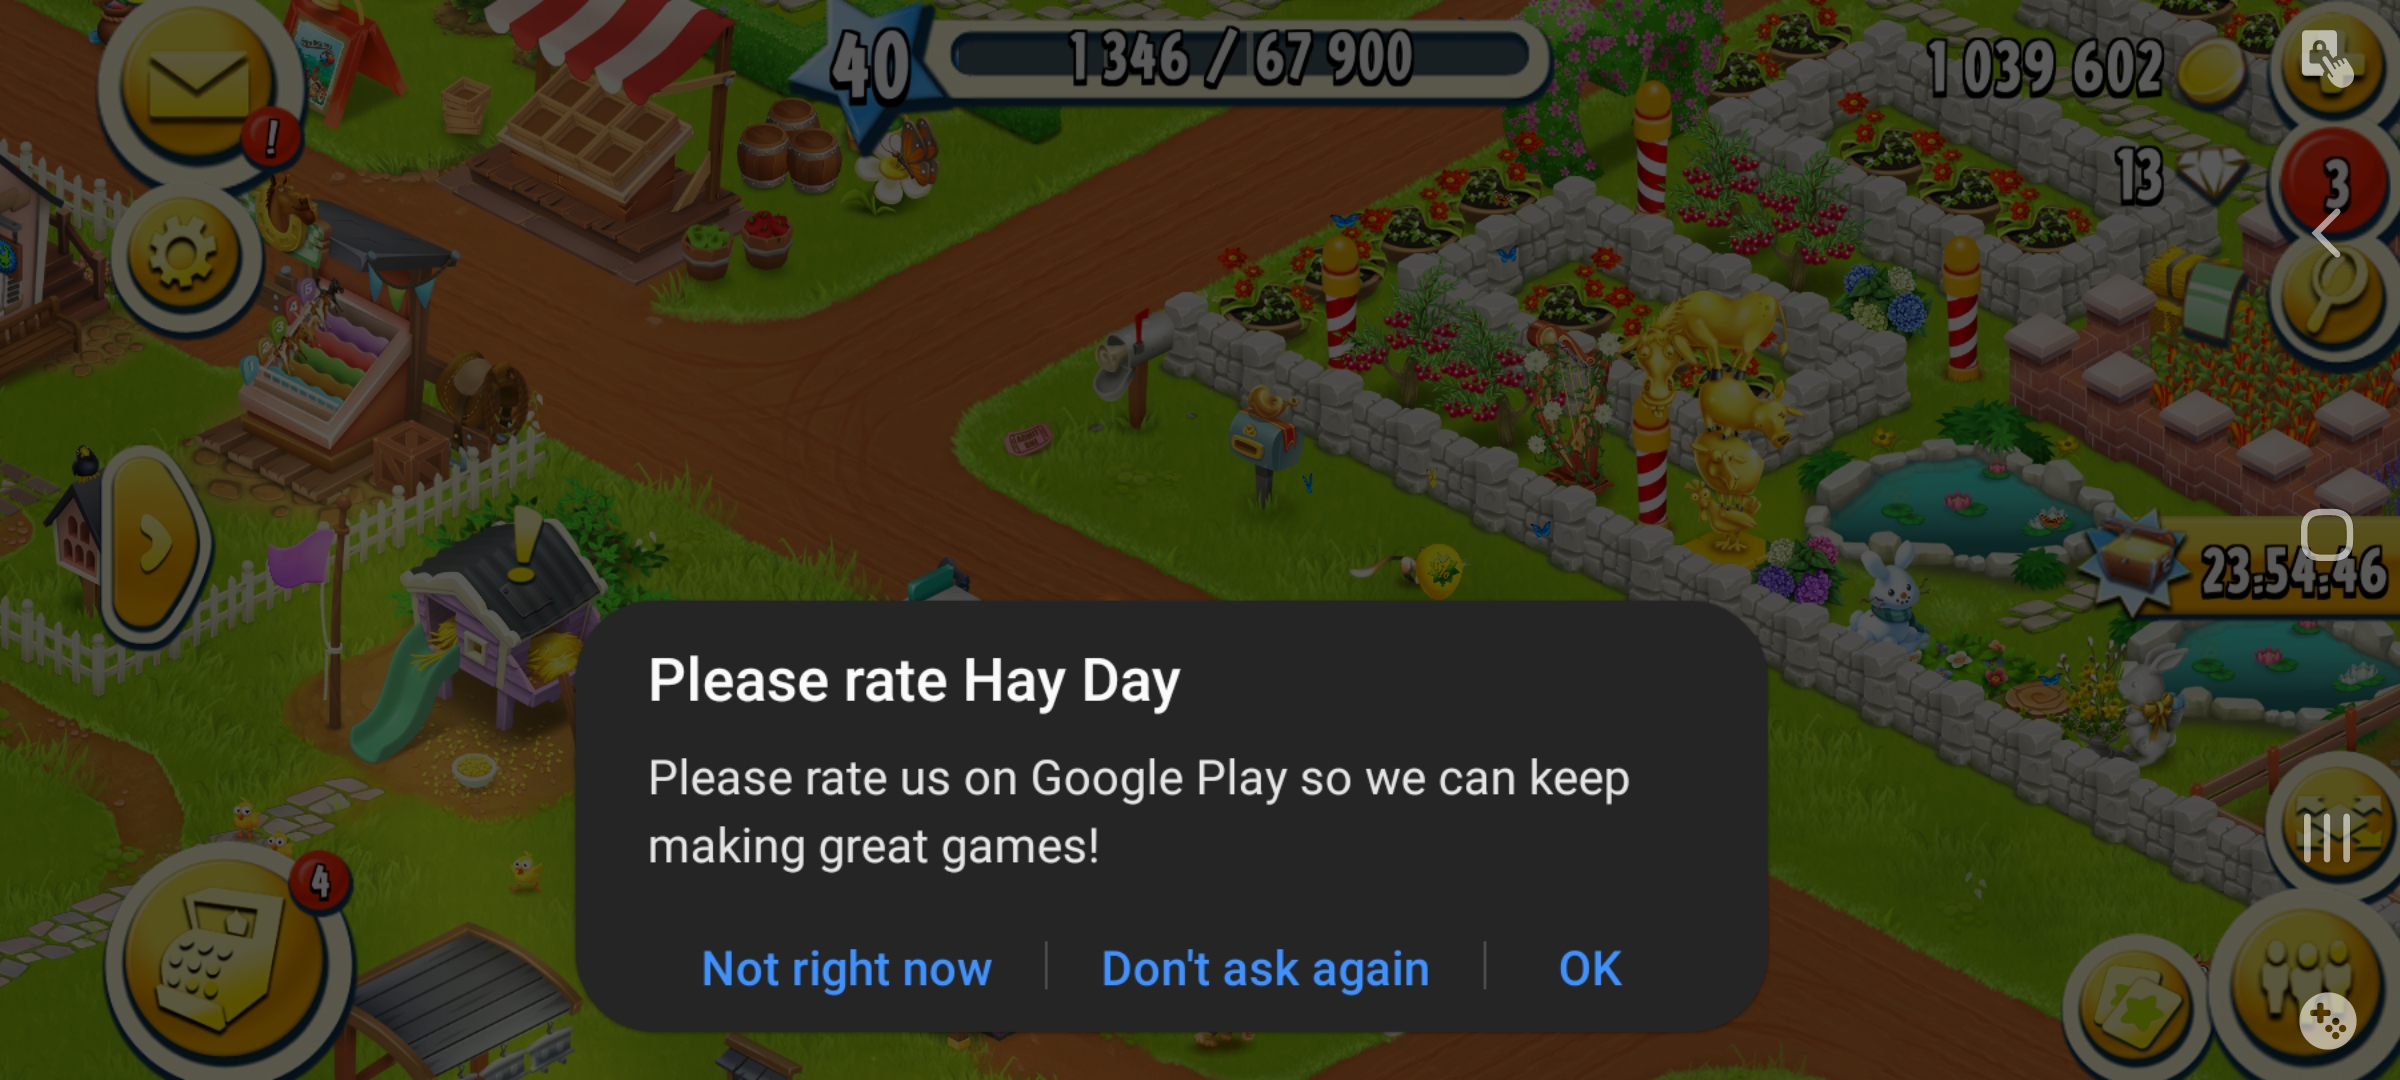 40
1 346 / 67 900
1 039 602
13
3
23:54:46
Please rate Hay Day
Please rate us on Google Play so we can keep
making great games!
Not right now
Don't ask again
OK
4